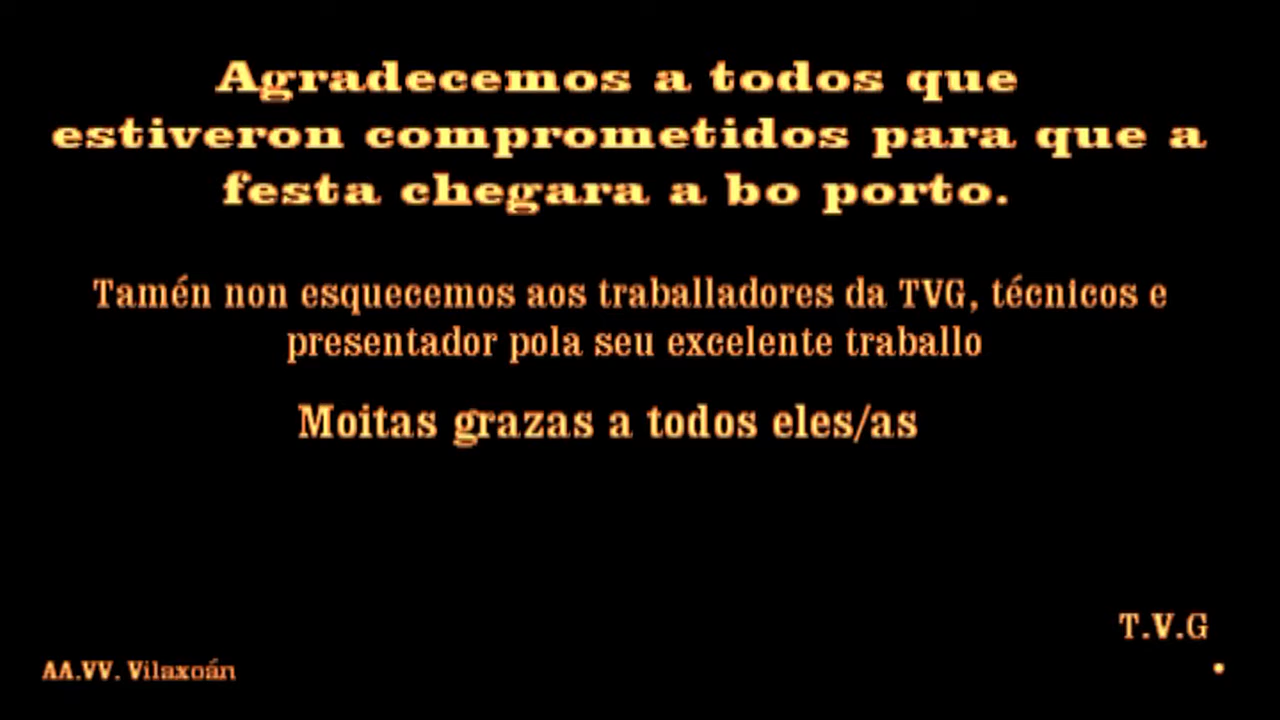 Agradecemos a todos que
estiveron comprometidos para que a
festa chegara a bo porto.
Tamén non esquecemos aos traballadores da TVG, técnicos e
presentador pola seu excelente traballo
Moitas grazas a todos eles/as
T.V.G
.
AA.VV. Vilaxoán